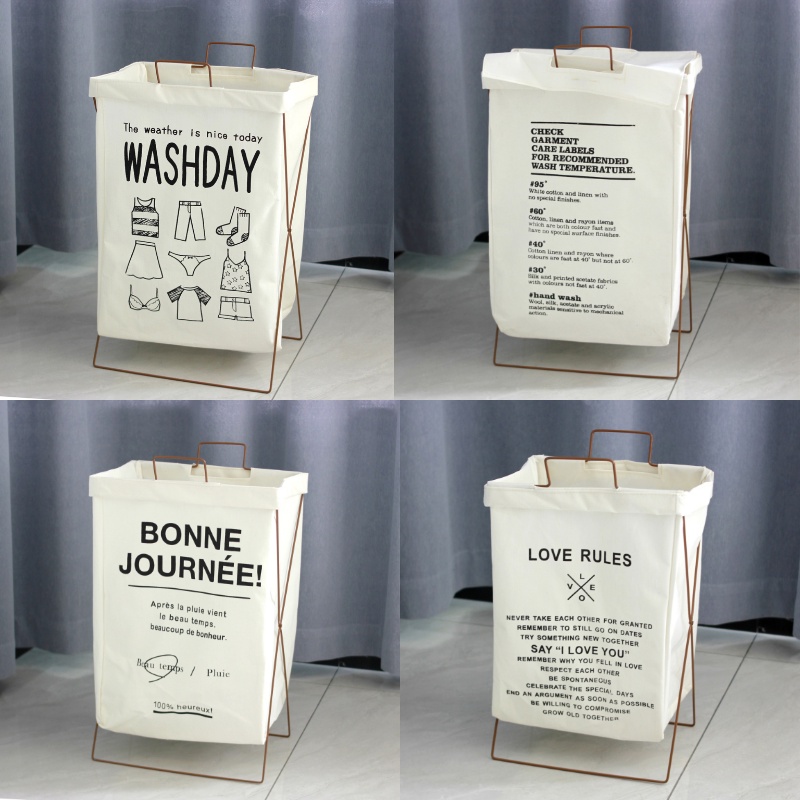 The weather is nice today
WASHDAY
CHECK
GARMENT
CARE LABELS
FOR RECOMMENDED
WASH TEMPERATURE.
#95°
White cotton and linen with
no special finishes.
#60°
Cotton, linen and rayon items
which are both colour fast and
have no special surface finishes.
#40°
Cotton linen and rayon where
colours are fast at 40° but not at 60°.
#30°
Silk and printed acetate fabrics
with colours not fast at 40°.
#hand wash
Wool, silk, acetate and acrylic
materials sensitive to mechanical
action.
BONNE
JOURNÉE!
Après la pluie vient
le beau temps.
beaucoup de bonheur.
Beau temps / Pluie
100% heureux!
LOVE RULES
L
V E
O
NEVER TAKE EACH OTHER FOR GRANTED
REMEMBER TO STILL GO ON DATES
TRY SOMETHING NEW TOGETHER
SAY "I LOVE YOU"
REMEMBER WHY YOU FELL IN LOVE
RESPECT EACH OTHER
BE SPONTANEOUS
CELEBRATE THE SPECIAL DAYS
END AN ARGUMENT AS SOON AS POSSIBLE
BE WILLING TO COMPROMISE
GROW OLD TOGETHER